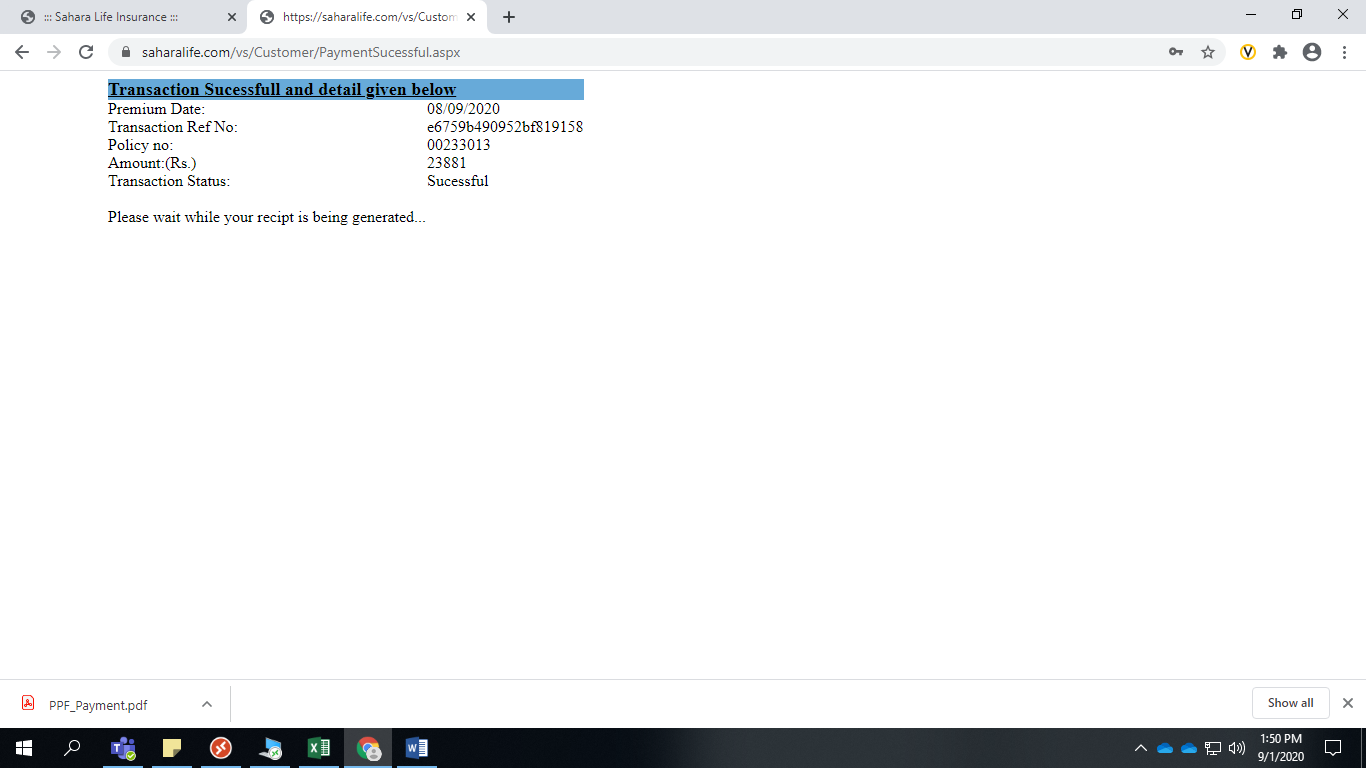 ::: Sahara Life Insurance :::
https://saharalife.com/vs/Custom
saharalife.com/vs/Customer/PaymentSucessful.aspx
Transaction Sucessfull and detail given below
Premium Date: 08/09/2020
Transaction Ref No: e6759b490952bf819158
Policy no: 00233013
Amount:(Rs.) 23881
Transaction Status: Sucessful
Please wait while your recipt is being generated...
PPF_Payment.pdf
Show all
1:50 PM
9/1/2020